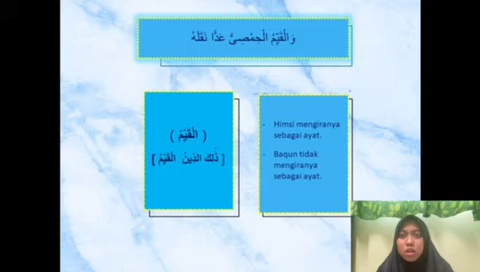 وَالْقَيِّمُ الْحِمْصِيُّ عَدًّا نَقَلَهُ
( الْقَيِّمُ )
[ ذَٰلِكَ الدِّينُ الْقَيِّمُ ]
- Himsi mengiranya
sebagai ayat.
- Baqun tidak
mengiranya
sebagai ayat.